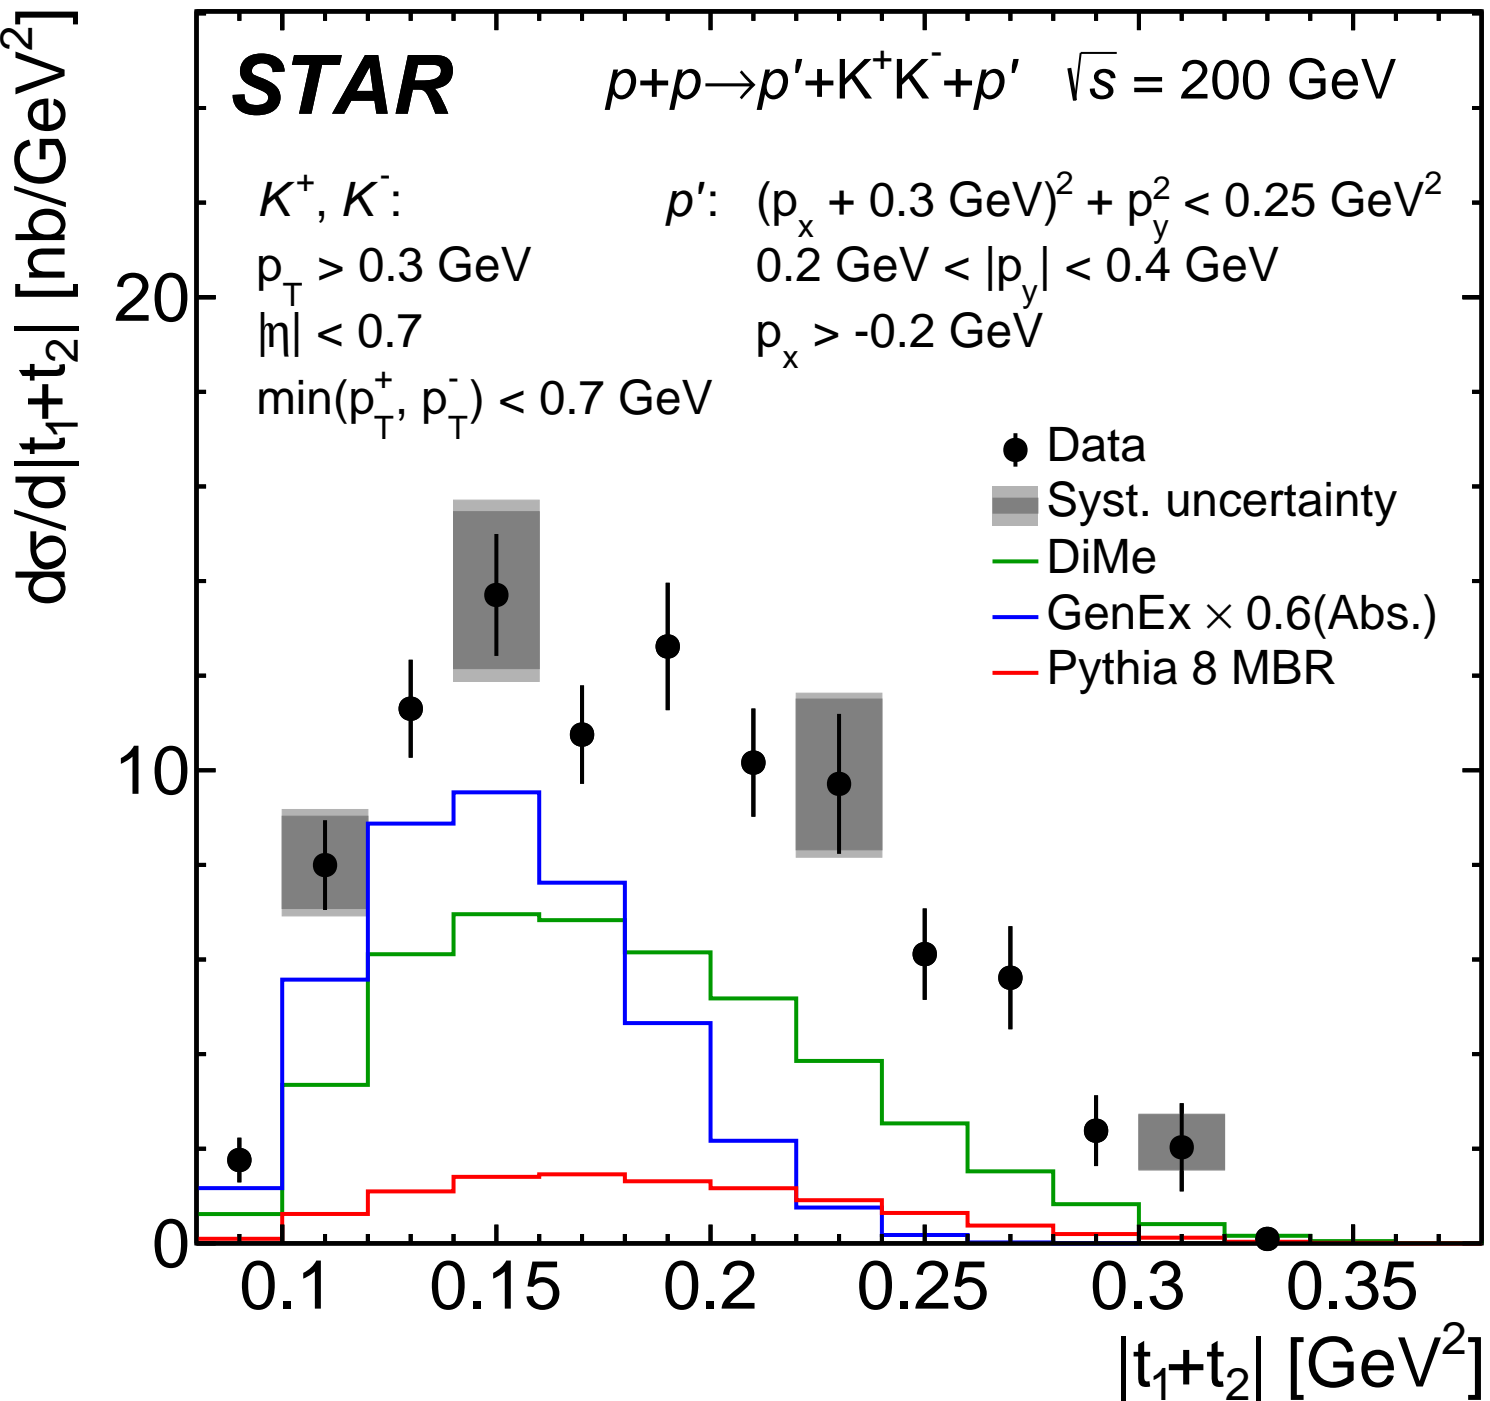 dσ/d|t₁+t₂| [nb/GeV²]
STAR
p+p→p′+K⁺K⁻+p′ √s = 200 GeV
K⁺, K⁻:
p_T > 0.3 GeV
|η| < 0.7
min(p_T⁺, p_T⁻) < 0.7 GeV
p′: (p_x + 0.3 GeV)² + p_y² < 0.25 GeV²
0.2 GeV < |p_y| < 0.4 GeV
p_x > -0.2 GeV
Data
Syst. uncertainty
DiMe
GenEx × 0.6(Abs.)
Pythia 8 MBR
20
10
0
0.1 0.15 0.2 0.25 0.3 0.35
|t₁+t₂| [GeV²]